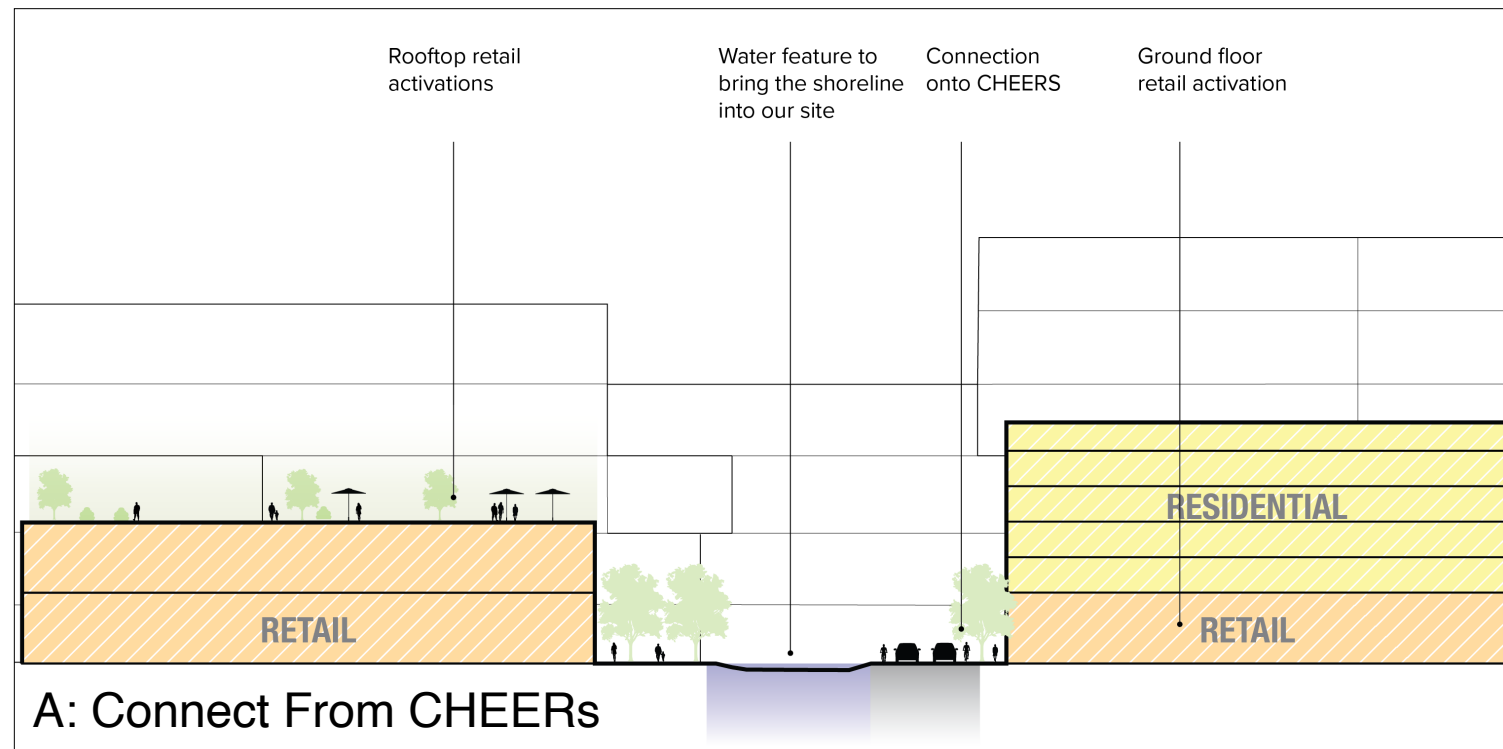 Rooftop retail
activations
Water feature to
bring the shoreline
into our site
Connection
onto CHEERS
Ground floor
retail activation
RESIDENTIAL
RETAIL
RETAIL
A: Connect From CHEERs